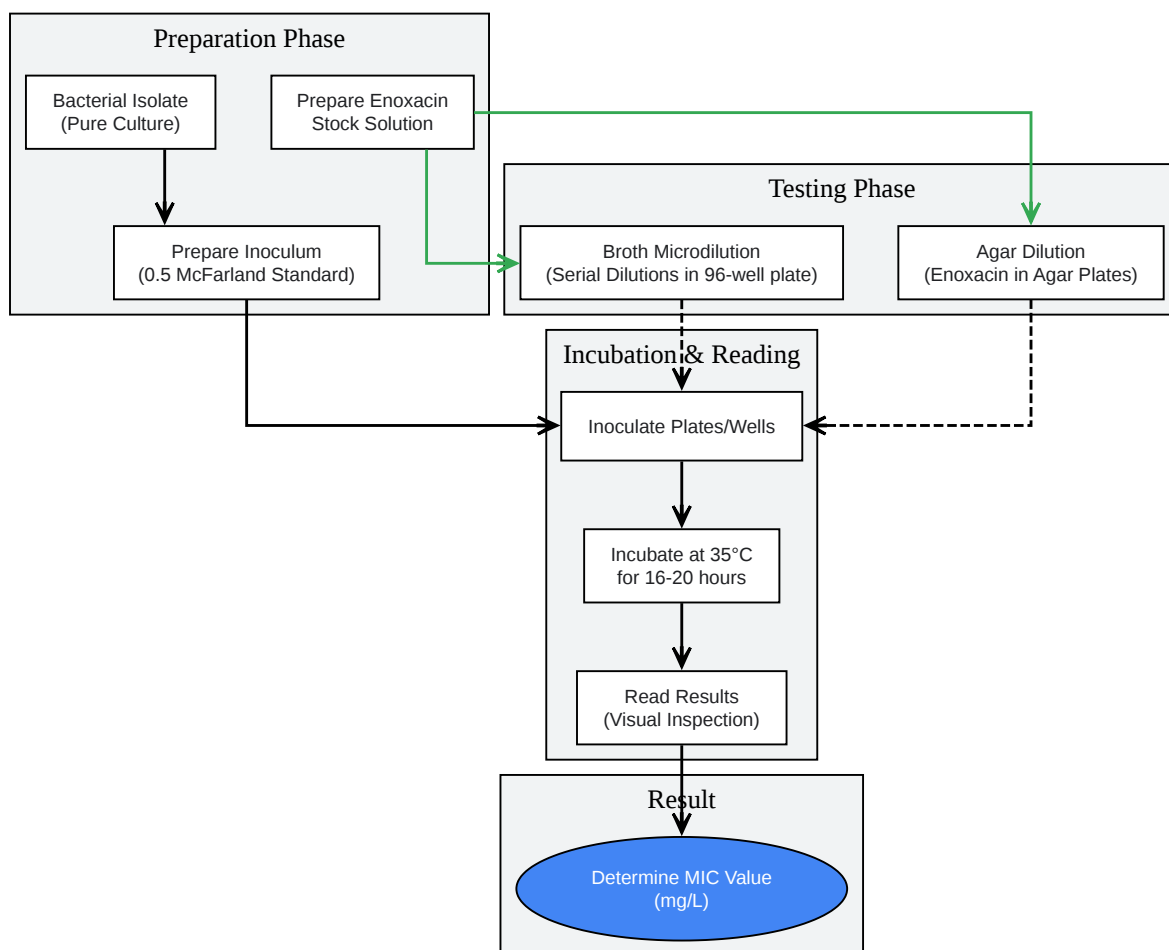 Preparation Phase
Bacterial Isolate
(Pure Culture)
Prepare Enoxacin
Stock Solution
Prepare Inoculum
(0.5 McFarland Standard)
Testing Phase
Broth Microdilution
(Serial Dilutions in 96-well plate)
Agar Dilution
(Enoxacin in Agar Plates)
Incubation & Reading
Inoculate Plates/Wells
Incubate at 35°C
for 16-20 hours
Read Results
(Visual Inspection)
Result
Determine MIC Value
(mg/L)